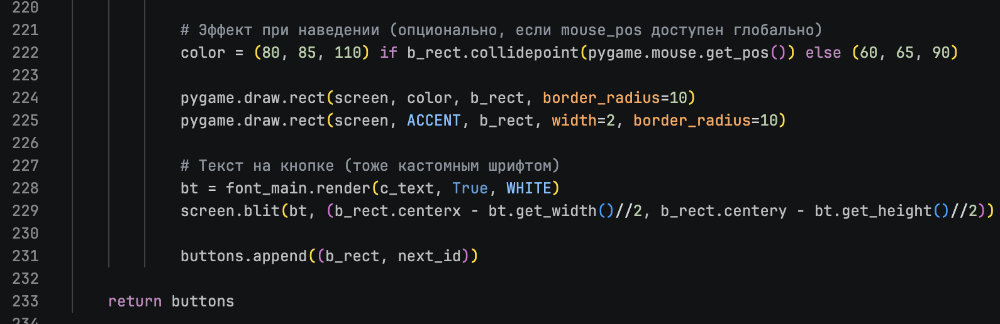 220
221 # Эффект при наведении (опционально, если mouse_pos доступен глобально)
222 color = (80, 85, 110) if b_rect.collidepoint(pygame.mouse.get_pos()) else (60, 65, 90)
223
224 pygame.draw.rect(screen, color, b_rect, border_radius=10)
225 pygame.draw.rect(screen, ACCENT, b_rect, width=2, border_radius=10)
226
227 # Текст на кнопке (тоже кастомным шрифтом)
228 bt = font_main.render(c_text, True, WHITE)
229 screen.blit(bt, (b_rect.centerx - bt.get_width()//2, b_rect.centery - bt.get_height()//2))
230
231 buttons.append((b_rect, next_id))
232
233 return buttons
234